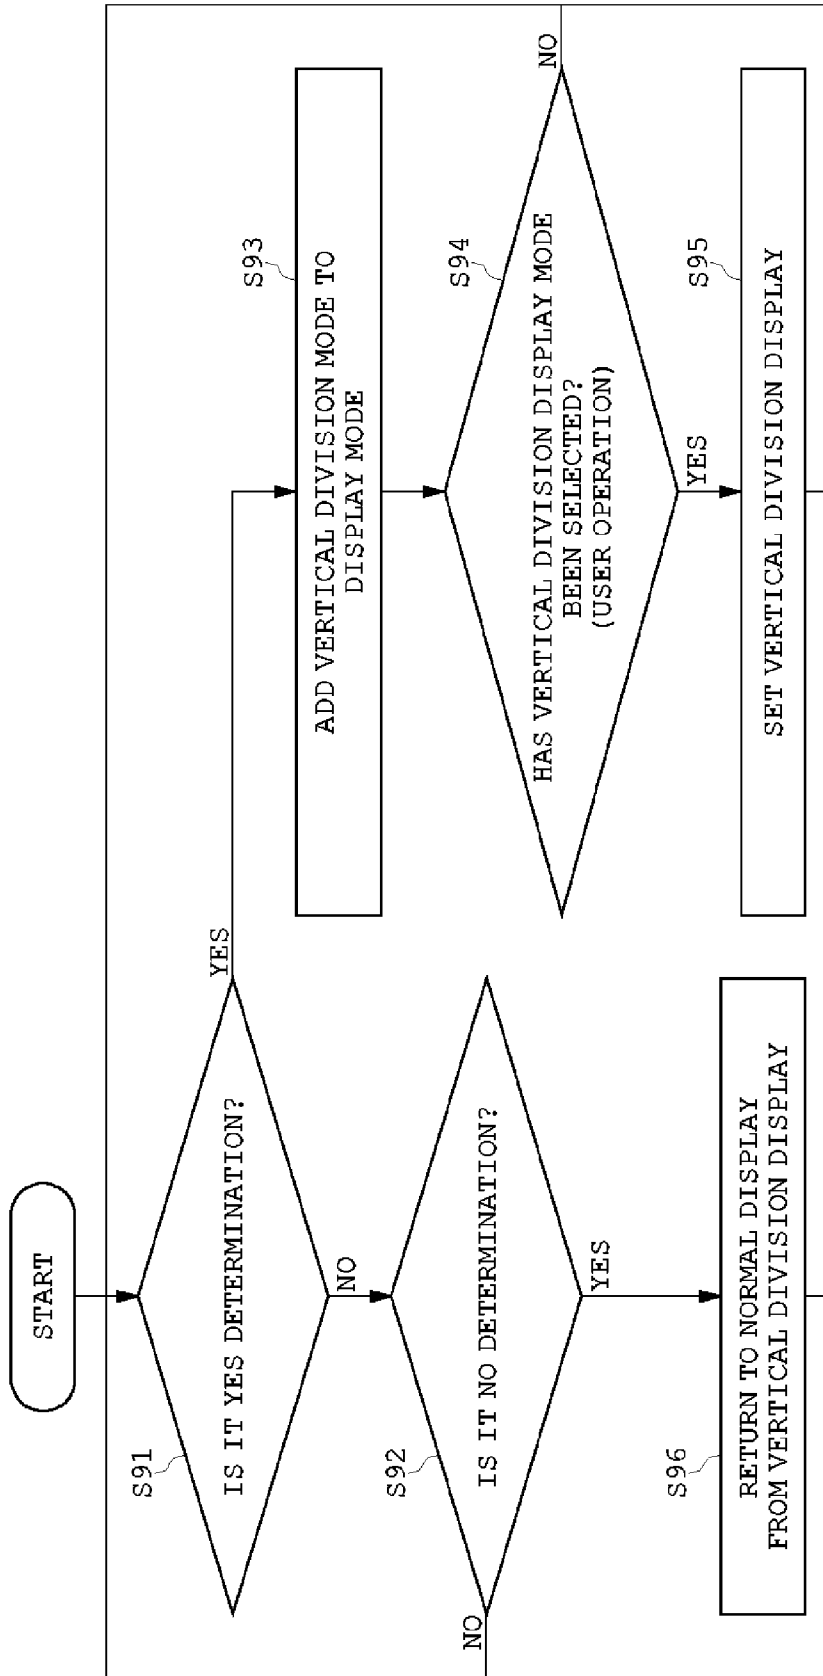 START
S91
IS IT YES DETERMINATION?
YES
NO
S92
IS IT NO DETERMINATION?
NO
YES
S96
RETURN TO NORMAL DISPLAY
FROM VERTICAL DIVISION DISPLAY
S93
ADD VERTICAL DIVISION MODE TO
DISPLAY MODE
S94
HAS VERTICAL DIVISION DISPLAY MODE
BEEN SELECTED?
(USER OPERATION)
NO
YES
S95
SET VERTICAL DIVISION DISPLAY